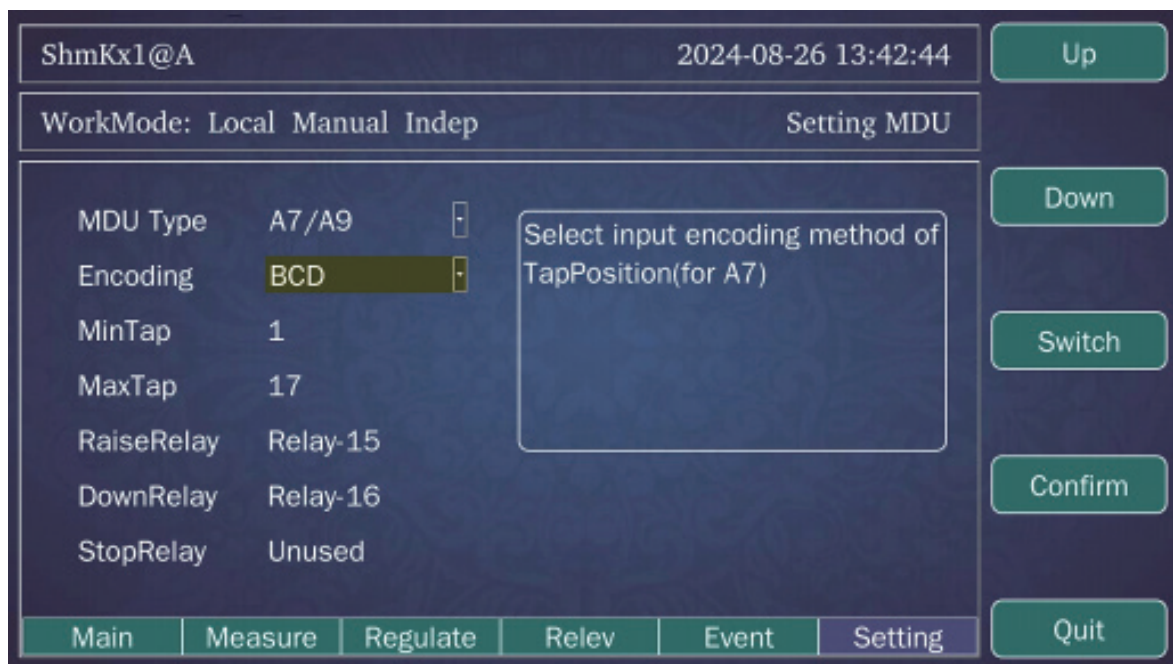 ShmKx1@A 2024-08-26 13:42:44 Up
WorkMode: Local Manual Indep Setting MDU
Down
MDU Type A7/A9
Select input encoding method of
TapPosition(for A7)
Encoding BCD
MinTap 1
Switch
MaxTap 17
RaiseRelay Relay-15
DownRelay Relay-16
Confirm
StopRelay Unused
Main Measure Regulate Relev Event Setting Quit